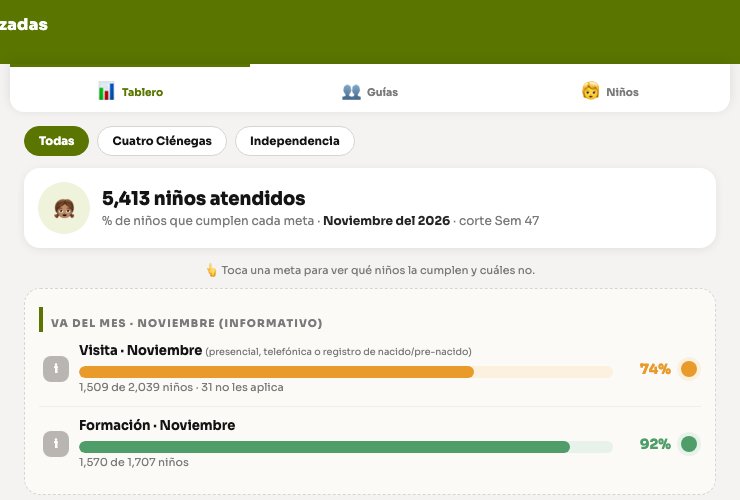 zadas
Tablero
Guías
Niños
Todas
Cuatro Ciénegas
Independencia
5,413 niños atendidos
% de niños que cumplen cada meta · Noviembre del 2026 · corte Sem 47
Toca una meta para ver qué niños la cumplen y cuáles no.
VA DEL MES · NOVIEMBRE (INFORMATIVO)
Visita · Noviembre (presencial, telefónica o registro de nacido/pre-nacido)
74%
1,509 de 2,039 niños · 31 no les aplica
Formación · Noviembre
92%
1,570 de 1,707 niños